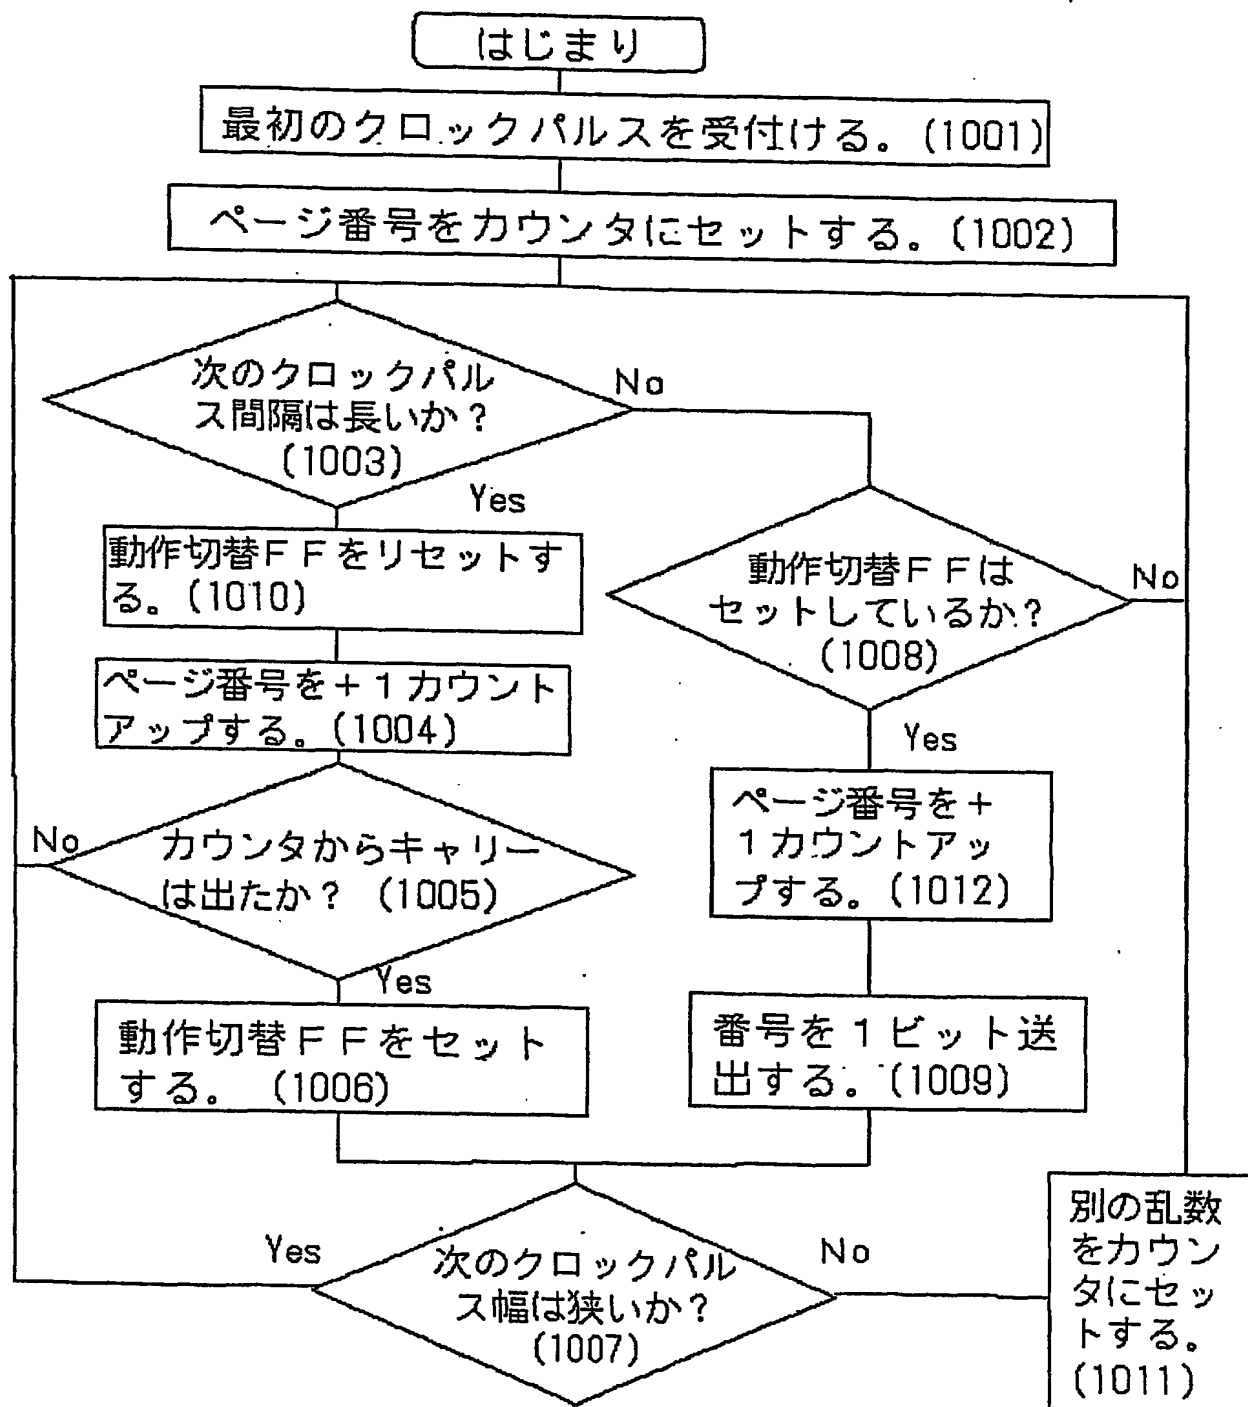 はじまり
最初のクロックパルスを受付ける。(1001)
ページ番号をカウンタにセットする。(1002)
次のクロックパル
ス間隔は長いか？
(1003)
No
Yes
動作切替ＦＦをリセットす
る。(1010)
動作切替ＦＦは
セットしているか？
(1008)
No
ページ番号を＋１カウント
アップする。(1004)
Yes
ページ番号を＋
１カウントアッ
プする。(1012)
No
カウンタからキャリー
は出たか？ (1005)
Yes
動作切替ＦＦをセット
する。 (1006)
番号を１ビット送
出する。(1009)
Yes
次のクロックパル
ス幅は狭いか？
(1007)
No
別の乱数
をカウン
タにセッ
トする。
(1011)